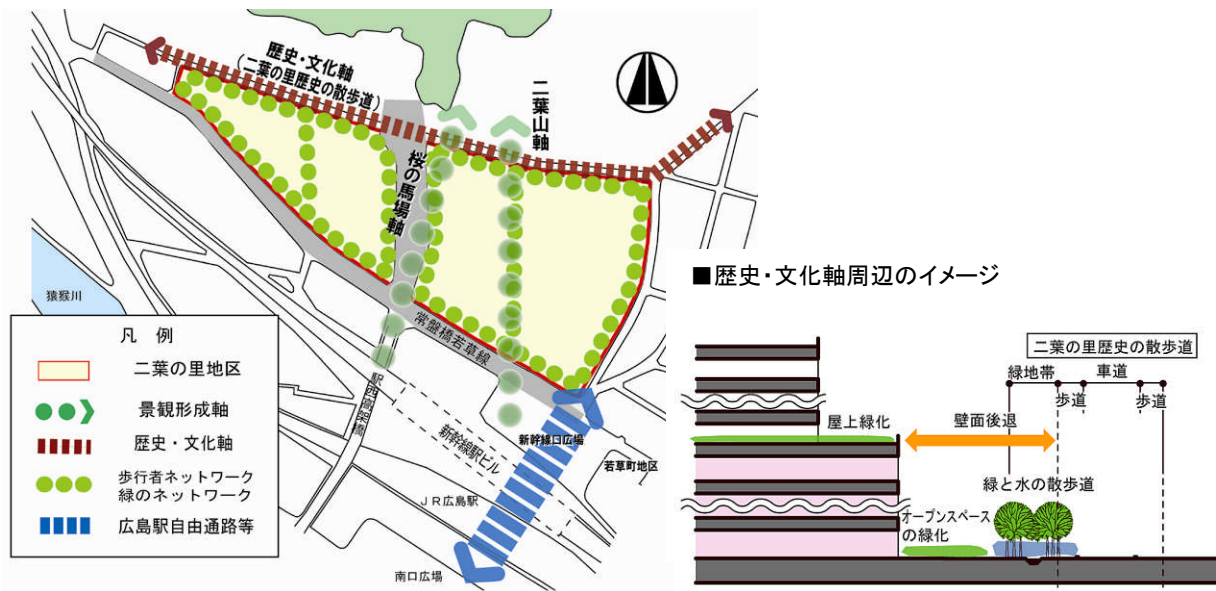 歴史・文化軸
(二葉の里歴史の散歩道)
二葉山軸
桜の馬場軸
猿猴川
常盤橋若草線
駅西高架橋
新幹線駅ビル
新幹線口広場
若草町地区
JR広島駅
南口広場
凡 例
二葉の里地区
景観形成軸
歴史・文化軸
歩行者ネットワーク
緑のネットワーク
広島駅自由通路等
■歴史・文化軸周辺のイメージ
二葉の里歴史の散歩道
緑地帯
車道
歩道
歩道
屋上緑化
壁面後退
緑と水の散歩道
オープンスペース
の緑化